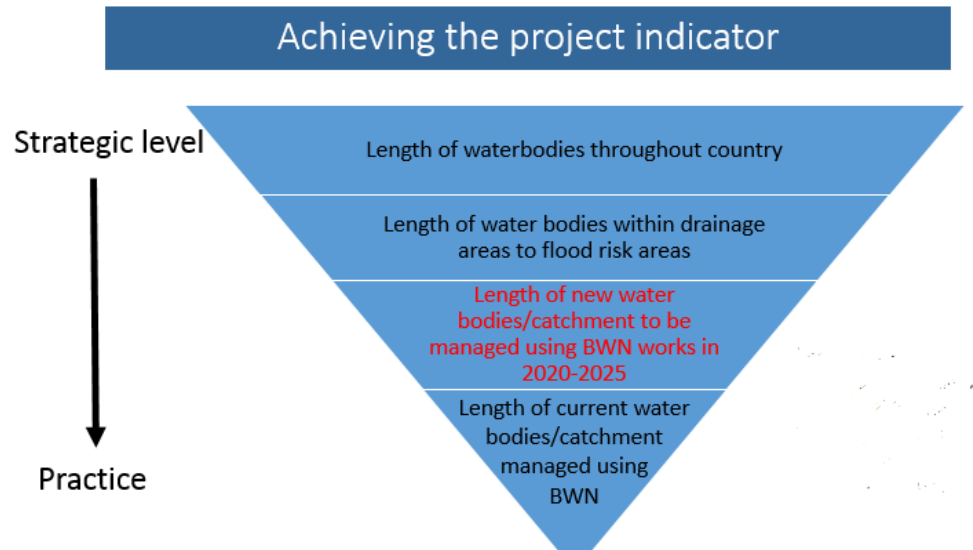 Achieving the project indicator
Strategic level
Length of waterbodies throughout country
Length of water bodies within drainage
areas to flood risk areas
Length of new water
bodies/catchment to be
managed using BWN works in
2020-2025
Length of current water
bodies/catchment
managed using
BWN
Practice